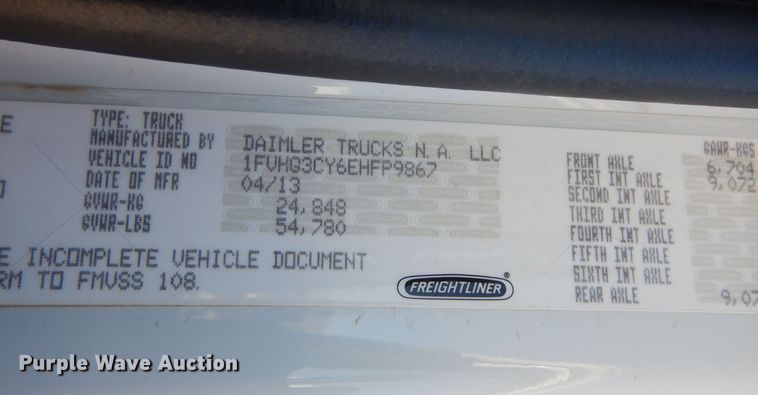 E
TYPE: TRUCK
MANUFACTURED BY DAIMLER TRUCKS N.A. LLC
VEHICLE ID NO 1FVHG3CY6EHFP9867
DATE OF MFR 04/13
GVWR-KG 24,848
GVWR-LBS 54,780
E INCOMPLETE VEHICLE DOCUMENT
RM TO FMVSS 108.
FREIGHTLINER®
GAWR-KGS
FRONT AXLE 6,704
FIRST INT AXLE 9,072
SECOND INT AXLE
THIRD INT AXLE
FOURTH INT AXLE
FIFTH INT AXLE
SIXTH INT AXLE
REAR AXLE 9,07
Purple Wave Auction